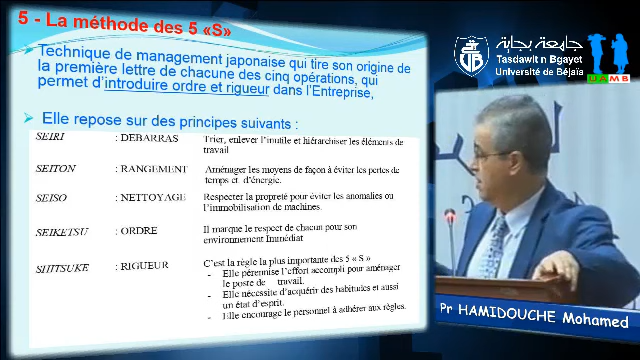 5 - La méthode des 5 «S»
Technique de management japonaise qui tire son origine de
la première lettre de chacune des cinq opérations, qui
permet d'introduire ordre et rigueur dans l'Entreprise,
Elle repose sur des principes suivants :
SEIRI : DEBARRAS Trier, enlever l'inutile et hiérarchiser les éléments de
travail
SEITON : RANGEMENT Aménager les moyens de façon à éviter les pertes de
temps et d'énergie.
SEISO : NETTOYAGE Respecter la propreté pour éviter les anomalies ou
l'immobilisation de machines.
SEIKETSU : ORDRE Il marque le respect de chacun pour son
environnement Immédiat
SHITSUKE : RIGUEUR C'est la règle la plus importante des 5 « S »
- Elle pérennise l'effort accompli pour aménager
le poste de travail.
- Elle nécessite d'acquérir des habitudes et aussi
un état d'esprit.
- Elle encourage le personnel à adhérer aux règles.
جامعة بجاية
Tasdawit n Bgayet
Université de Béjaïa
UAMB
Pr HAMIDOUCHE Mohamed